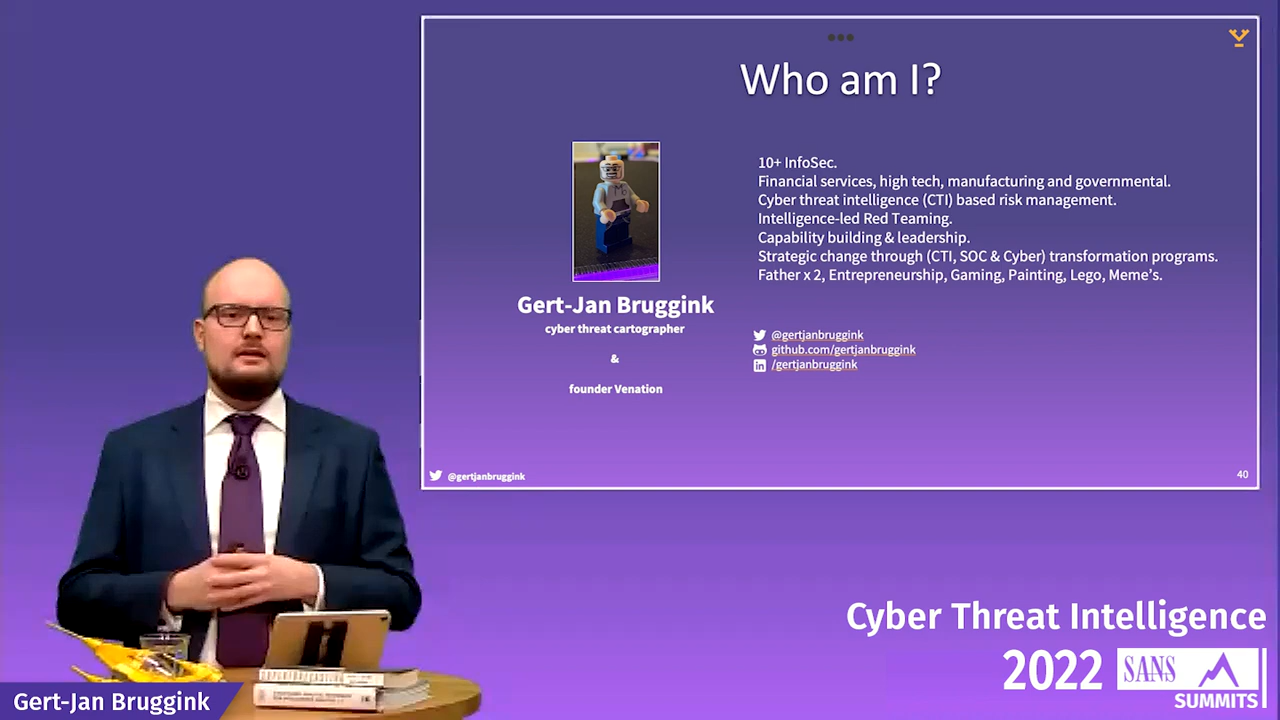 Who am I?
10+ InfoSec.
Financial services, high tech, manufacturing and governmental.
Cyber threat intelligence (CTI) based risk management.
Intelligence-led Red Teaming.
Capability building & leadership.
Strategic change through (CTI, SOC & Cyber) transformation programs.
Father x 2, Entrepreneurship, Gaming, Painting, Lego, Meme's.
Gert-Jan Bruggink
cyber threat cartographer
&
founder Venation
@gertjanbruggink
github.com/gertjanbruggink
/gertjanbruggink
@gertjanbruggink
40
Cyber Threat Intelligence
2022
SANS
SUMMITS
Gert-Jan Bruggink